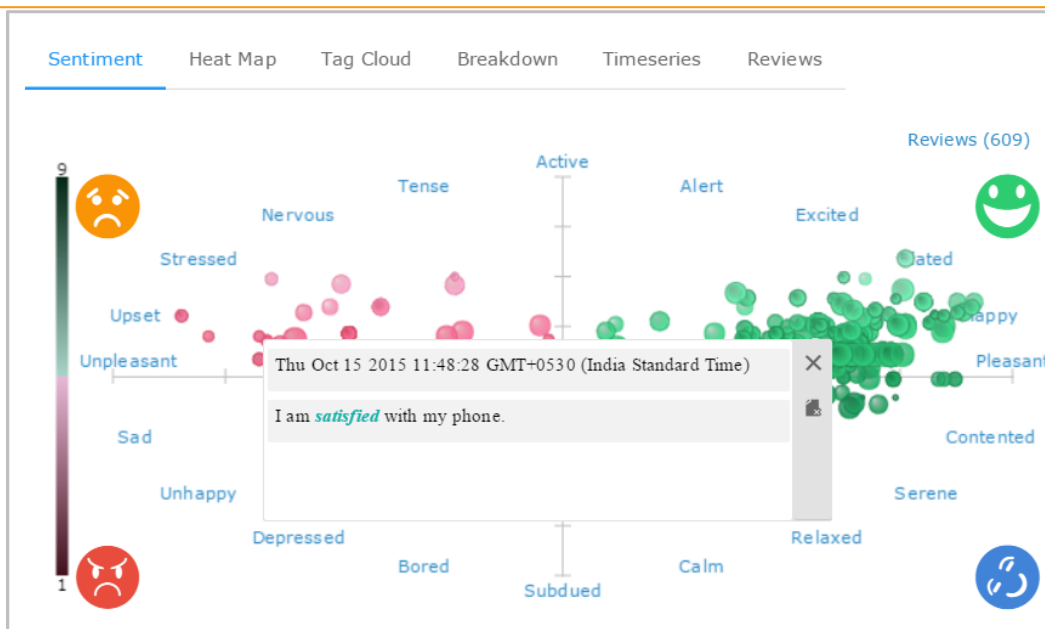 Sentiment Heat Map Tag Cloud Breakdown Timeseries Reviews
Reviews (609)
9
Active
Tense Alert
Nervous Excited
Stressed
Upset
Unpleasant Pleasant
Thu Oct 15 2015 11:48:28 GMT+0530 (India Standard Time)
I am satisfied with my phone.
Sad Contented
Unhappy Serene
Depressed Relaxed
Bored Calm
1
Subdued